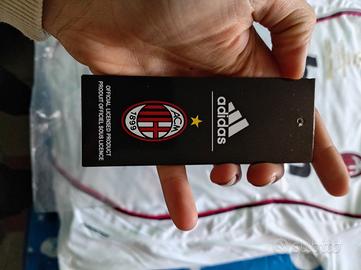 OFFICIAL LICENSED PRODUCT
PRODUIT OFFICIEL SOUS LICENCE
ACM
1899
adidas
subito